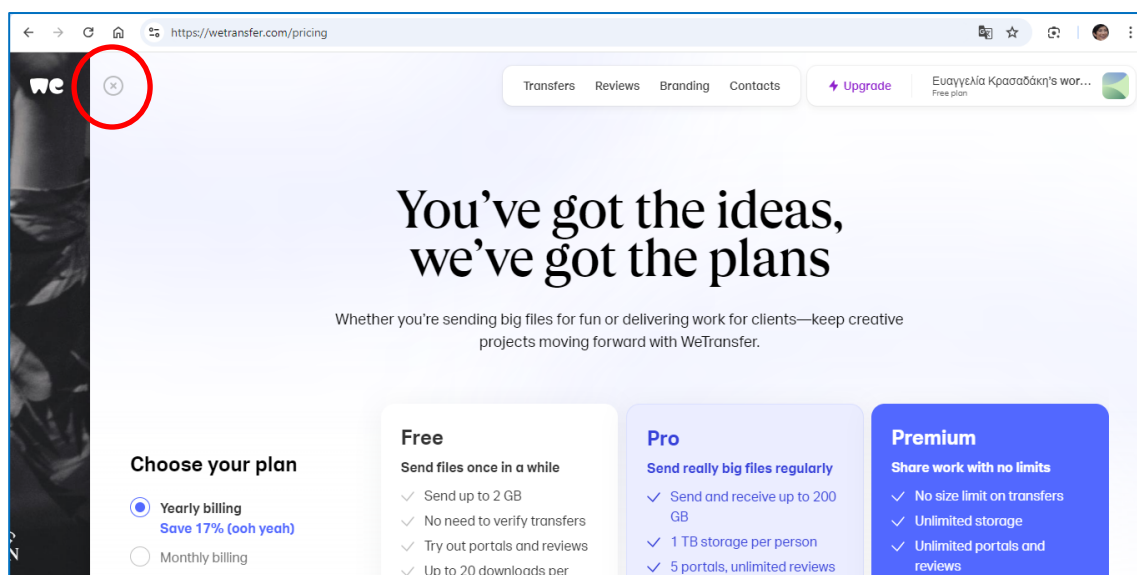 https://wetransfer.com/pricing
we
Transfers Reviews Branding Contacts
Upgrade
Ευαγγελία Κρασαδάκη's wor...
Free plan
You've got the ideas,
we've got the plans
Whether you're sending big files for fun or delivering work for clients—keep creative
projects moving forward with WeTransfer.
Choose your plan
Yearly billing
Save 17% (ooh yeah)
Monthly billing
Free
Send files once in a while
Send up to 2 GB
No need to verify transfers
Try out portals and reviews
Up to 20 downloads per
Pro
Send really big files regularly
Send and receive up to 200
GB
1 TB storage per person
5 portals, unlimited reviews
Premium
Share work with no limits
No size limit on transfers
Unlimited storage
Unlimited portals and
reviews